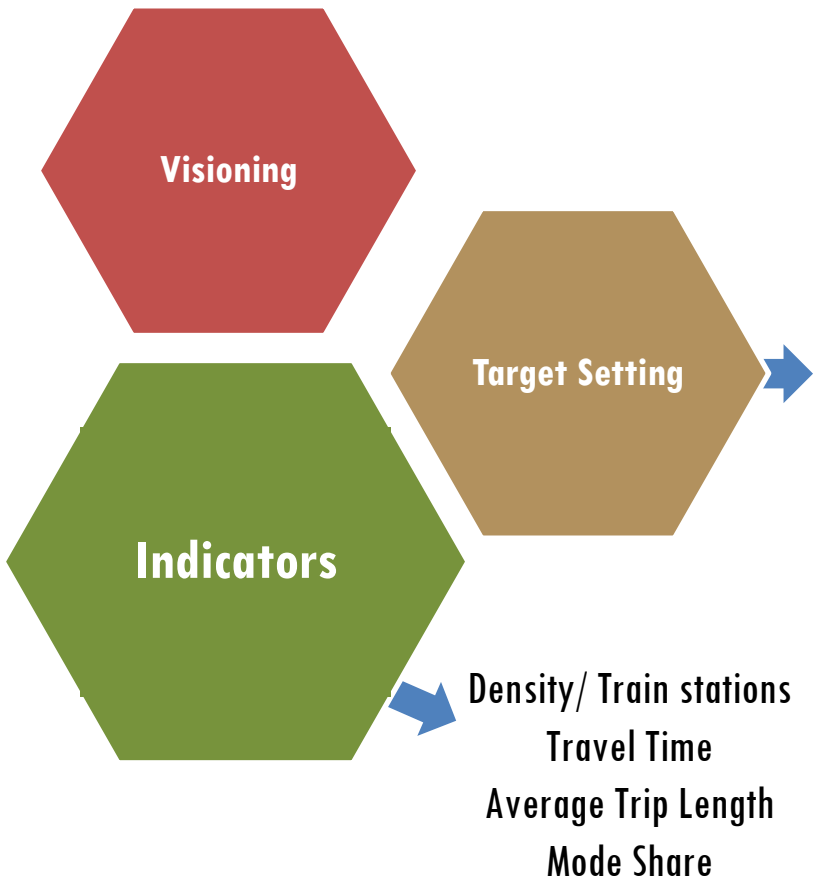 Visioning
Target Setting
Indicators
Density/ Train stations
Travel Time
Average Trip Length
Mode Share